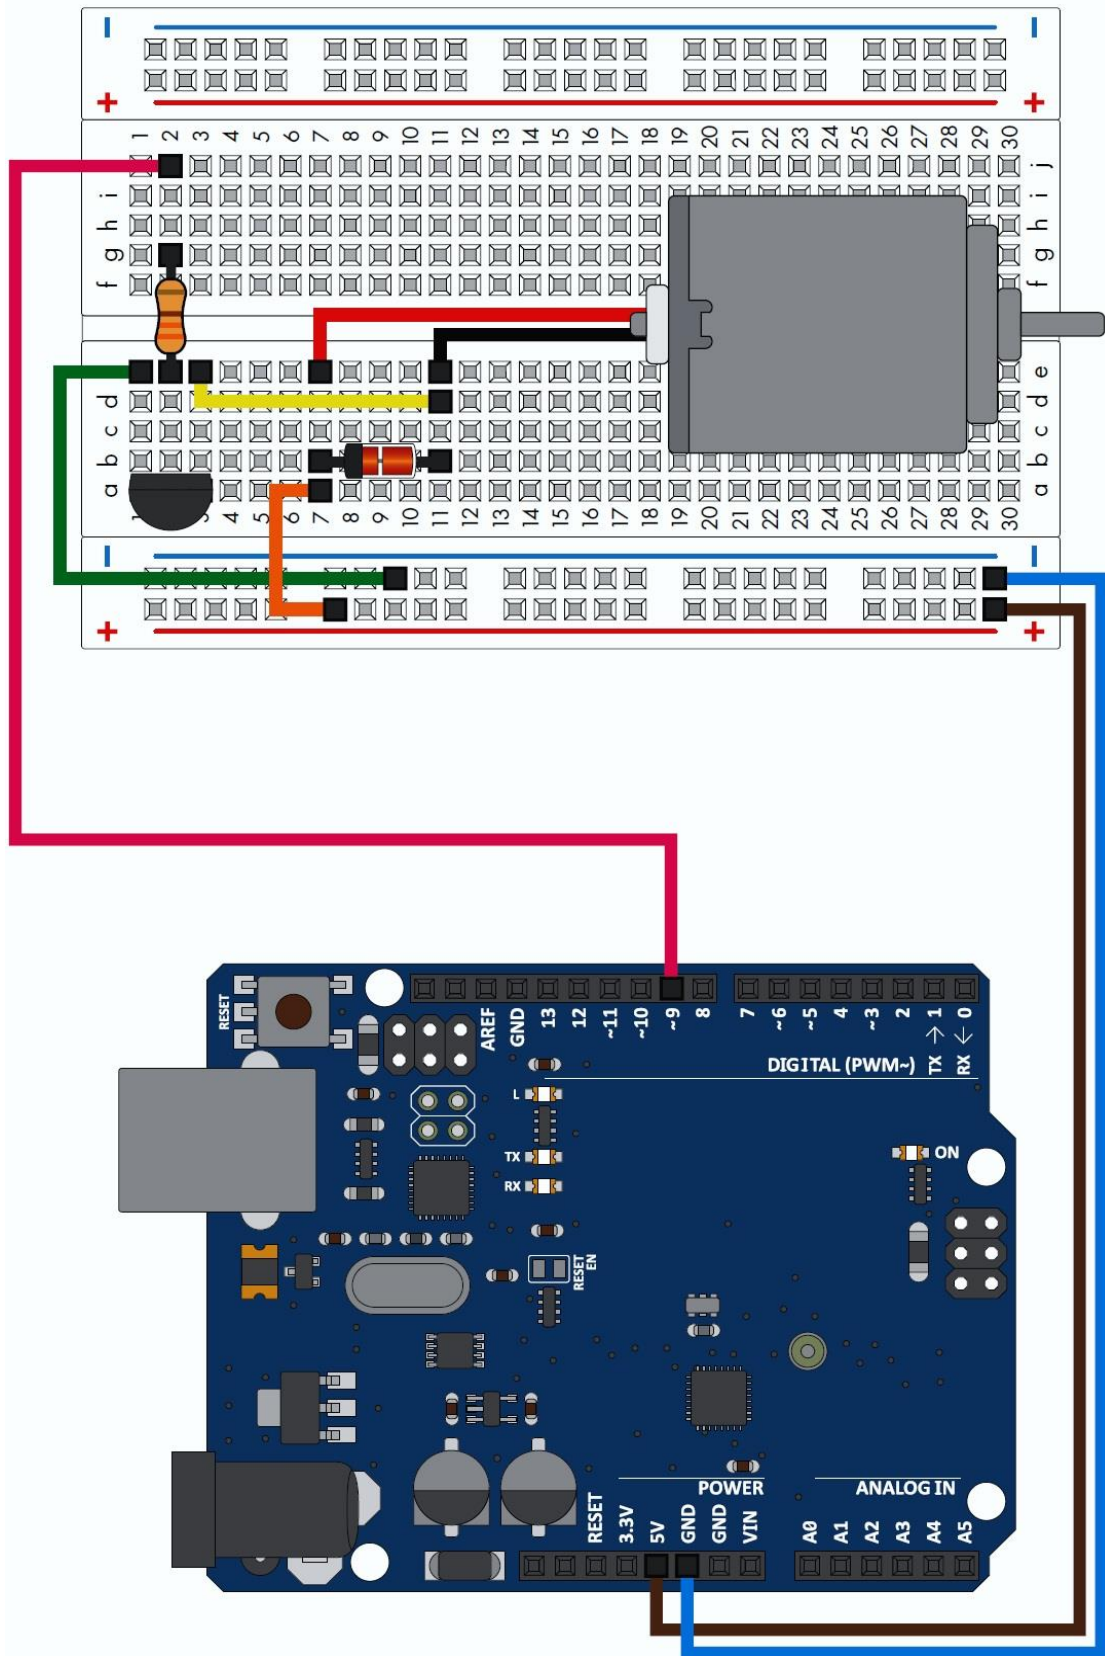 − −
+ +
1 2 3 4 5 6 7 8 9 10 11 12 13 14 15 16 17 18 19 20 21 22 23 24 25 26 27 28 29 30
j
i i
h h
g g
f f
e
d d
c c
b b
a a
4 5 6 7 8 9 10 11 12 13 14 15 16 17 18 19 20 21 22 23 24 25 26 27 28 29 30
− −
+ +
RESET
AREF GND 13 12 ~11 ~10 ~9 8 7 ~6 ~5 4 ~3 2 TX → 1 RX ← 0
DIGITAL (PWM~)
L
TX
RX
ON
RESET EN
POWER ANALOG IN
RESET 3.3V 5V GND GND VIN A0 A1 A2 A3 A4 A5